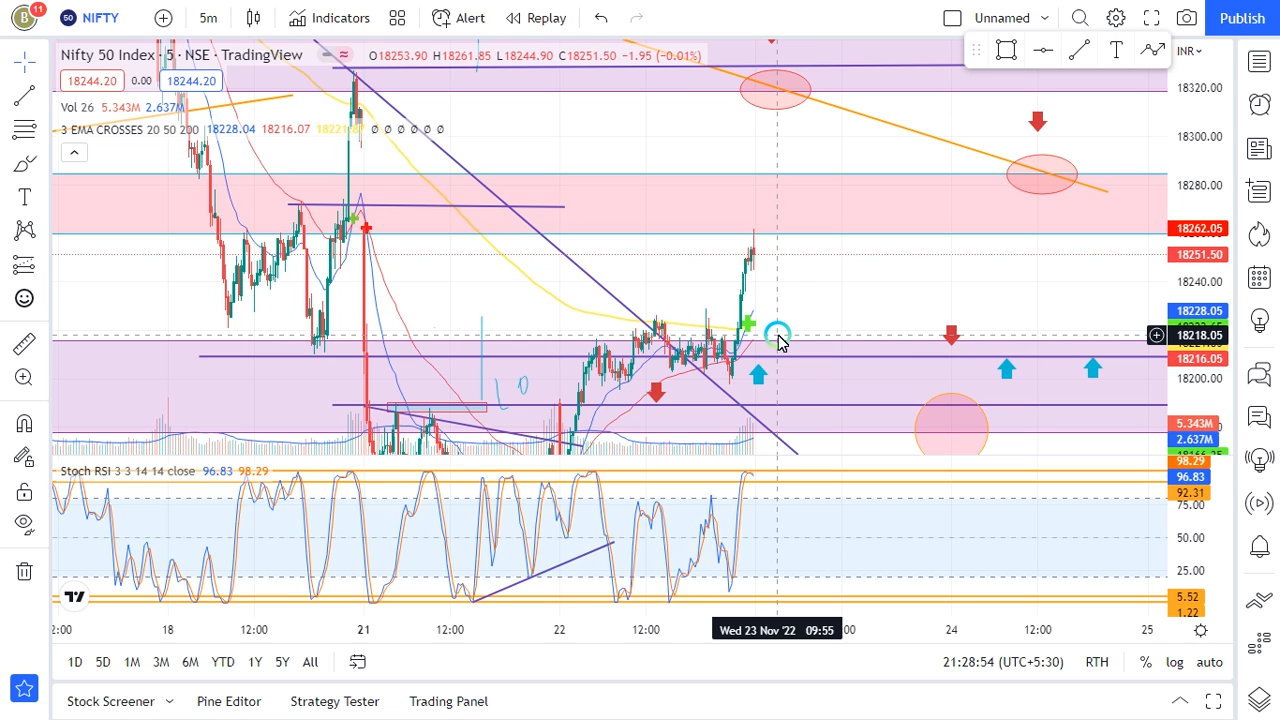 B 11 50 NIFTY 5m Indicators Alert Replay Unnamed Publish
Nifty 50 Index · 5 · NSE · TradingView O18253.90 H18261.85 L18244.90 C18251.50 −1.95 (−0.01%) T INR
18244.20 0.00 18244.20
18320.00
Vol 26 5.343M 2.637M
3 EMA CROSSES 20 50 200 18228.04 18216.07 Ø Ø Ø Ø Ø Ø
18300.00
18280.00
18262.05
18251.50
18240.00
18228.05
18218.05
18216.05
18200.00
5.343M
2.637M
Stoch RSI 3 3 14 14 close 96.83 98.29
98.29
96.83
92.31
75.00
50.00
25.00
5.52
1.22
18 12:00 21 12:00 22 12:00 Wed 23 Nov '22 09:55 24 12:00 25
1D 5D 1M 3M 6M YTD 1Y 5Y All 21:28:54 (UTC+5:30) RTH % log auto
Stock Screener Pine Editor Strategy Tester Trading Panel